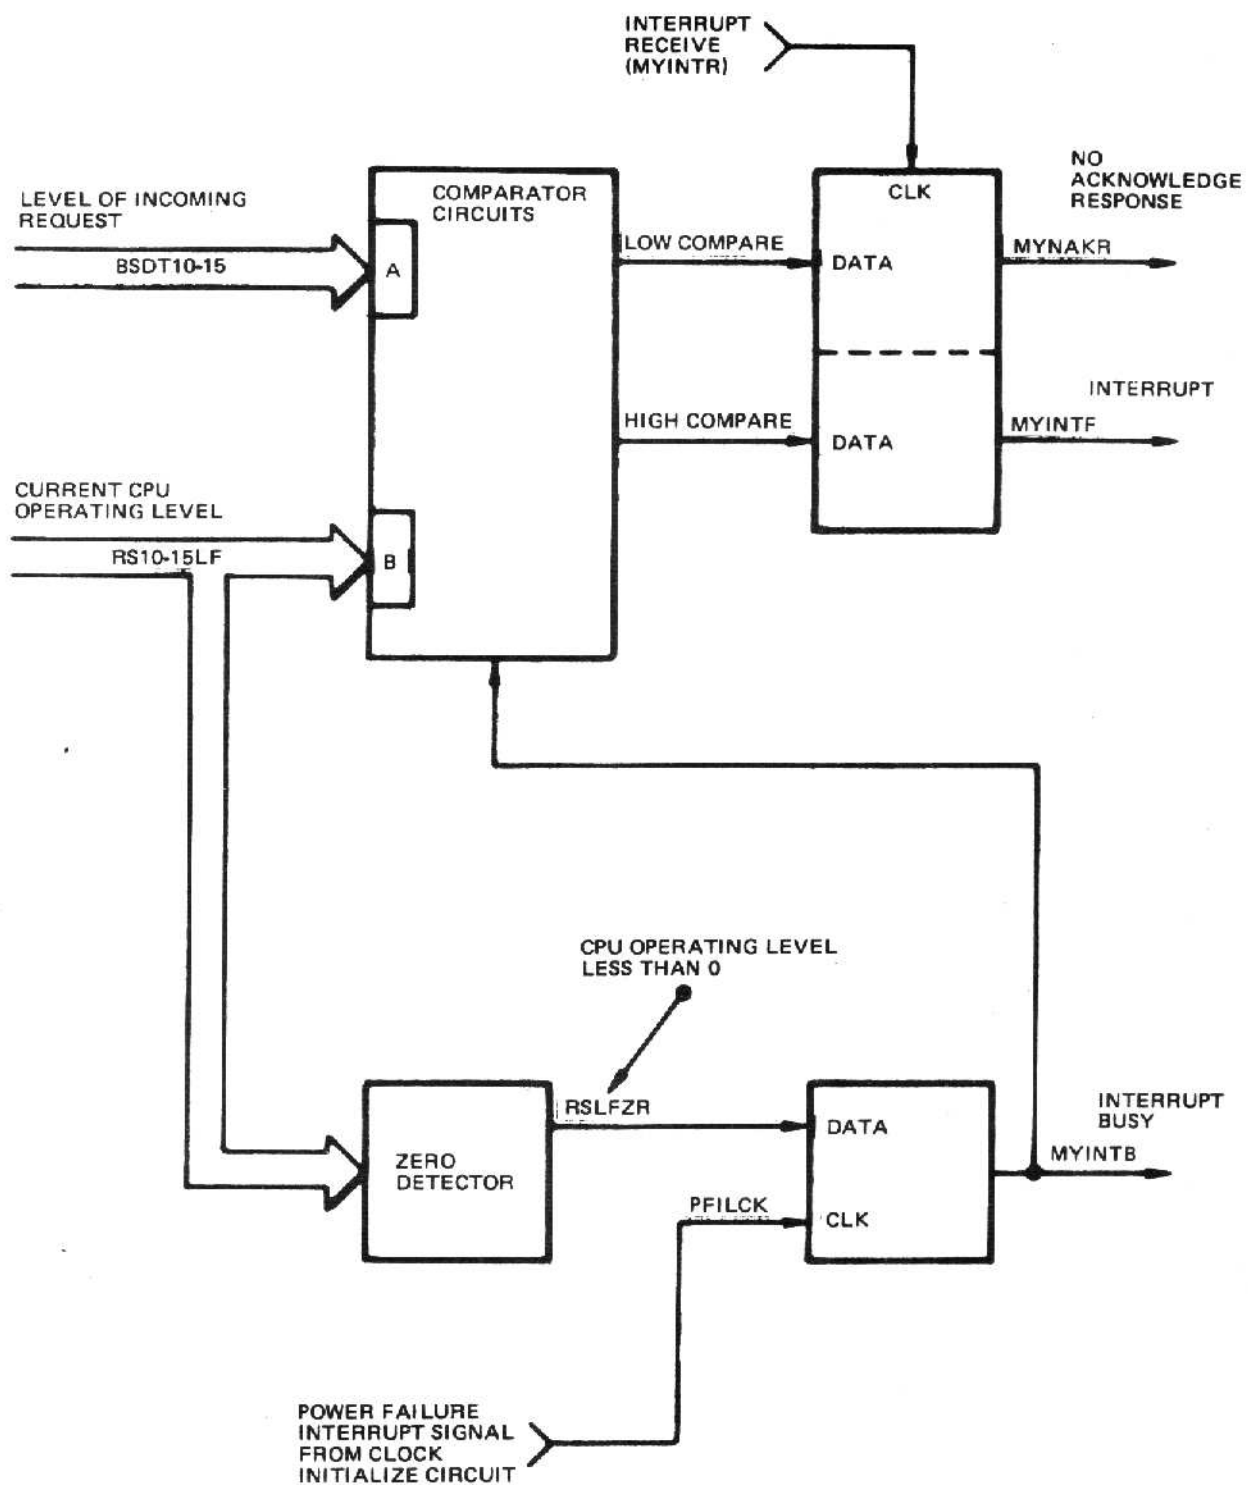 INTERRUPT
RECEIVE
(MYINTR)
NO
ACKNOWLEDGE
RESPONSE
LEVEL OF INCOMING
REQUEST
BSDT10-15
A
COMPARATOR
CIRCUITS
LOW COMPARE
CLK
DATA
MYNAKR
HIGH COMPARE
DATA
INTERRUPT
MYINTF
CURRENT CPU
OPERATING LEVEL
RS10-15LF
B
CPU OPERATING LEVEL
LESS THAN 0
RSLFZR
ZERO
DETECTOR
DATA
INTERRUPT
BUSY
MYINTB
PFILCK
CLK
POWER FAILURE
INTERRUPT SIGNAL
FROM CLOCK
INITIALIZE CIRCUIT